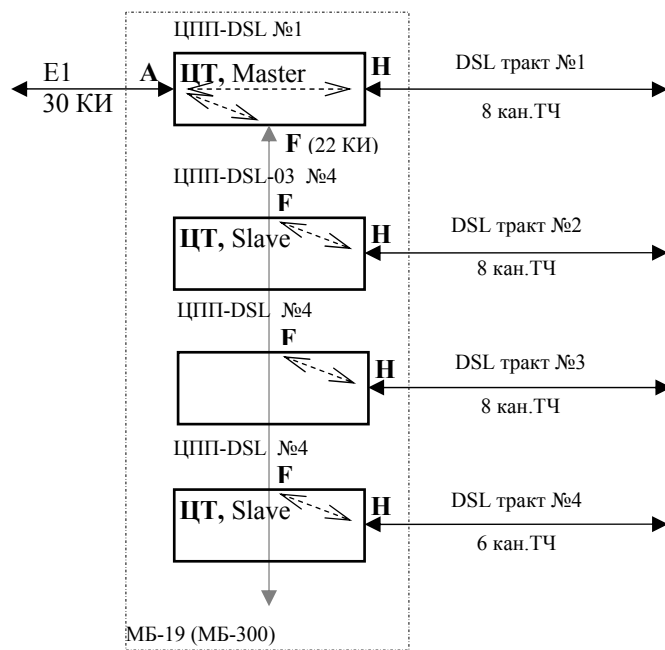 ЦПП-DSL №1
E1
A
ЦТ, Master
H
DSL тракт №1
30 КИ
8 кан.ТЧ
F (22 КИ)
ЦПП-DSL-03 №4
F
ЦТ, Slave
H
DSL тракт №2
8 кан.ТЧ
ЦПП-DSL №4
F
H
DSL тракт №3
8 кан.ТЧ
ЦПП-DSL №4
F
ЦТ, Slave
H
DSL тракт №4
6 кан.ТЧ
МБ-19 (МБ-300)